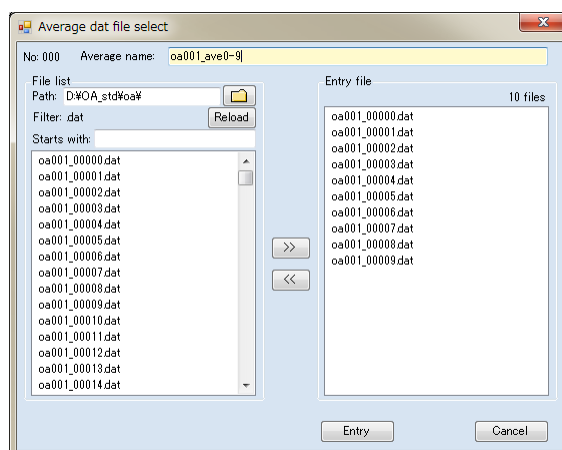 Average dat file select
No: 000 Average name: oa001_ave0-9
File list
Path: D:¥OA_std¥oa¥
Filter: .dat Reload
Starts with:
oa001_00000.dat
oa001_00001.dat
oa001_00002.dat
oa001_00003.dat
oa001_00004.dat
oa001_00005.dat
oa001_00006.dat
oa001_00007.dat
oa001_00008.dat
oa001_00009.dat
oa001_00010.dat
oa001_00011.dat
oa001_00012.dat
oa001_00013.dat
oa001_00014.dat
>>
<<
Entry file
10 files
oa001_00000.dat
oa001_00001.dat
oa001_00002.dat
oa001_00003.dat
oa001_00004.dat
oa001_00005.dat
oa001_00006.dat
oa001_00007.dat
oa001_00008.dat
oa001_00009.dat
Entry Cancel